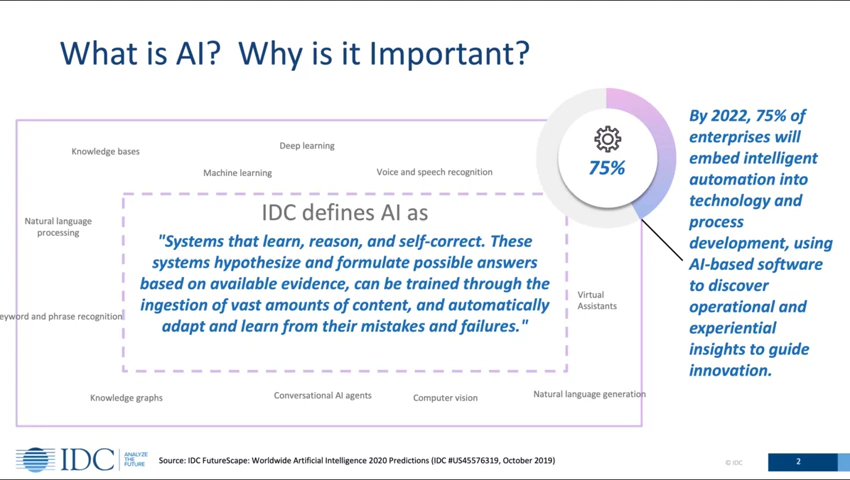 What is AI?  Why is it Important?
Knowledge bases
Deep learning
Machine learning
Voice and speech recognition
Natural language
processing
IDC defines AI as
"Systems that learn, reason, and self-correct. These
systems hypothesize and formulate possible answers
based on available evidence, can be trained through the
ingestion of vast amounts of content, and automatically
adapt and learn from their mistakes and failures."
eyword and phrase recognition
Virtual
Assistants
Knowledge graphs
Conversational AI agents
Computer vision
Natural language generation
75%
By 2022, 75% of
enterprises will
embed intelligent
automation into
technology and
process
development, using
AI-based software
to discover
operational and
experiential
insights to guide
innovation.
IDC
ANALYZE
THE
FUTURE
Source: IDC FutureScape: Worldwide Artificial Intelligence 2020 Predictions (IDC #US45576319, October 2019)
© IDC
2